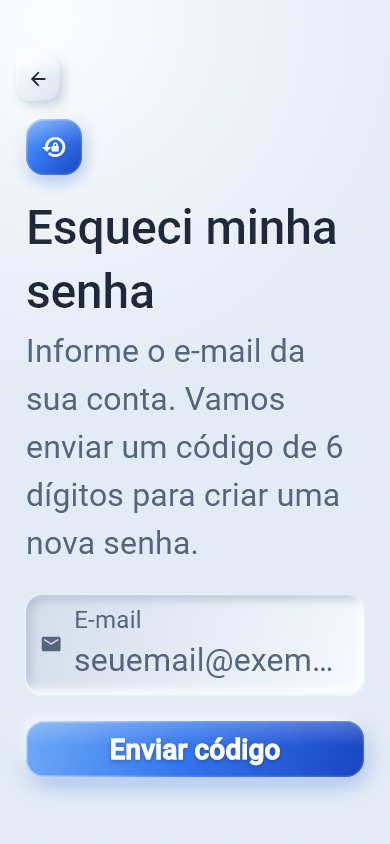 Esqueci minha
senha
Informe o e-mail da
sua conta. Vamos
enviar um código de 6
dígitos para criar uma
nova senha.
E-mail
seuemail@exem…
Enviar código